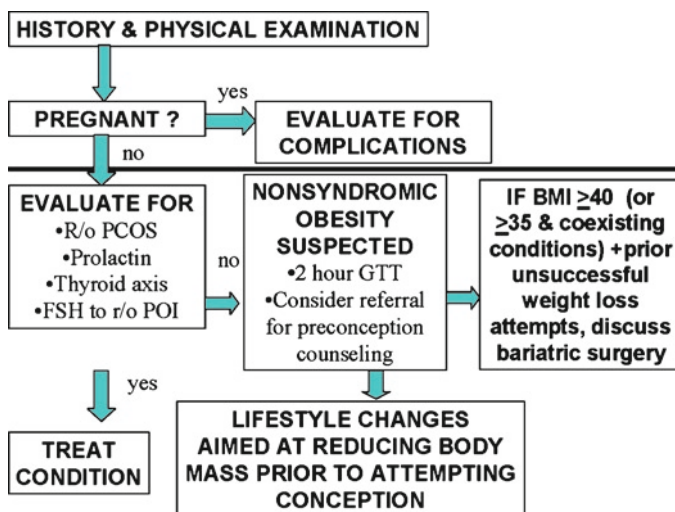 HISTORY & PHYSICAL EXAMINATION
PREGNANT ?
yes
EVALUATE FOR
COMPLICATIONS
no
EVALUATE FOR
•R/o PCOS
•Prolactin
•Thyroid axis
•FSH to r/o POI
no
NONSYNDROMIC
OBESITY
SUSPECTED
•2 hour GTT
•Consider referral
for preconception
counseling
IF BMI ≥40 (or
≥35 & coexisting
conditions) +prior
unsuccessful
weight loss
attempts, discuss
bariatric surgery
yes
TREAT
CONDITION
LIFESTYLE CHANGES
AIMED AT REDUCING BODY
MASS PRIOR TO ATTEMPTING
CONCEPTION